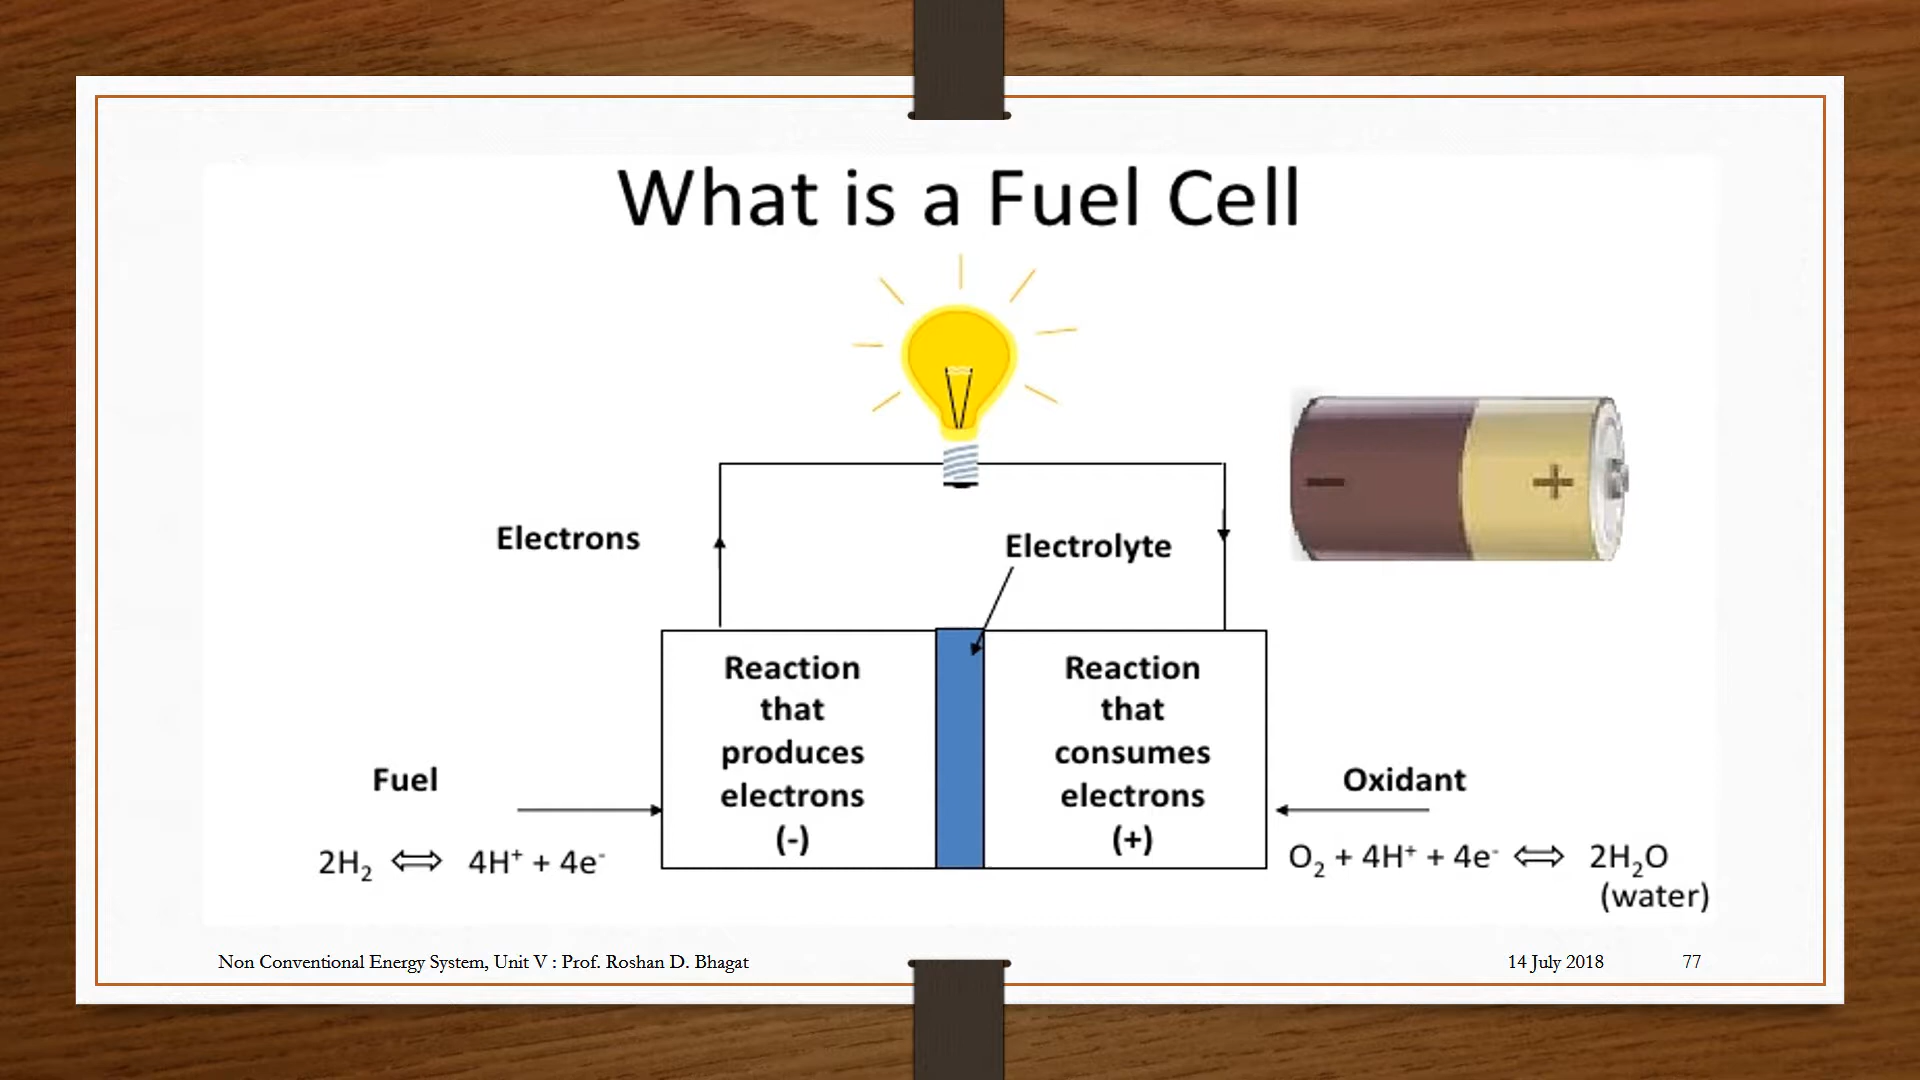 What is a Fuel Cell
− +
Electrons
Electrolyte
Reaction
that
produces
electrons
(-)
Reaction
that
consumes
electrons
(+)
Fuel
2H₂ ⇔ 4H⁺ + 4e⁻
Oxidant
O₂ + 4H⁺ + 4e⁻ ⇔ 2H₂O
(water)
Non Conventional Energy System, Unit V : Prof. Roshan D. Bhagat 14 July 2018 77